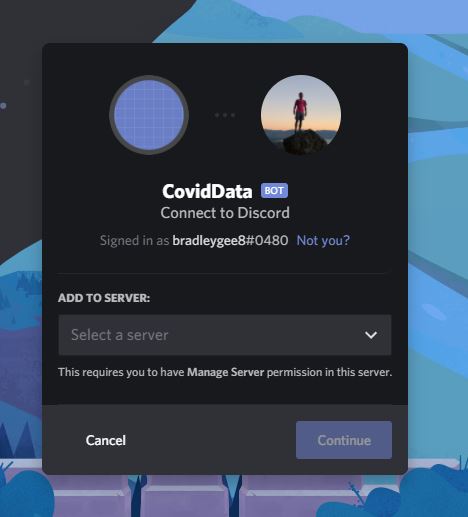 CovidData BOT
Connect to Discord
Signed in as bradleygee8#0480 Not you?
ADD TO SERVER:
Select a server
This requires you to have Manage Server permission in this server.
Cancel Continue